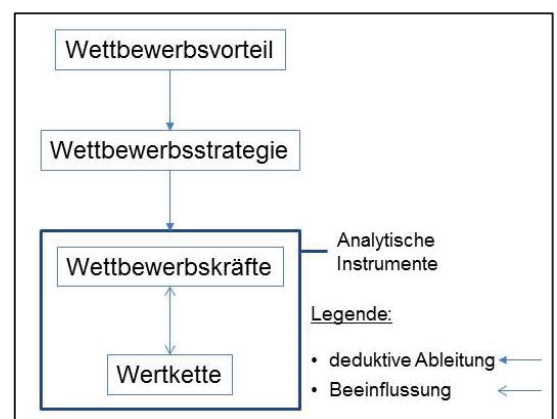 Wettbewerbsvorteil
Wettbewerbsstrategie
Wettbewerbskräfte
Wertkette
Analytische
Instrumente
Legende:
• deduktive Ableitung
• Beeinflussung